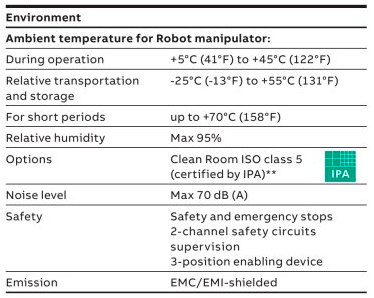 Environment
Ambient temperature for Robot manipulator:
During operation +5°C (41°F) to +45°C (122°F)
Relative transportation -25°C (-13°F) to +55°C (131°F)
and storage
For short periods up to +70°C (158°F)
Relative humidity Max 95%
Options Clean Room ISO class 5
(certified by IPA)**
IPA
Noise level Max 70 dB (A)
Safety Safety and emergency stops
2-channel safety circuits
supervision
3-position enabling device
Emission EMC/EMI-shielded